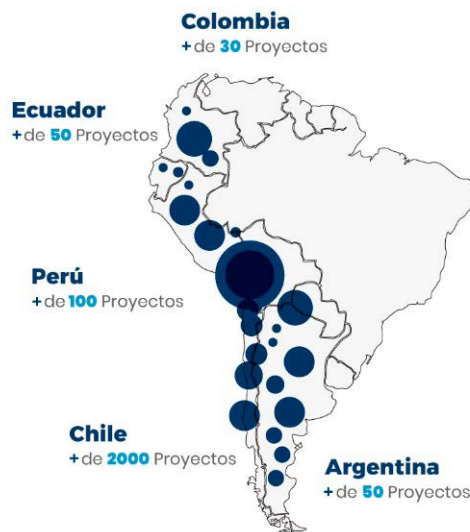 Colombia
+ de 30 Proyectos
Ecuador
+ de 50 Proyectos
Perú
+ de 100 Proyectos
Chile
+ de 2000 Proyectos
Argentina
+ de 50 Proyectos